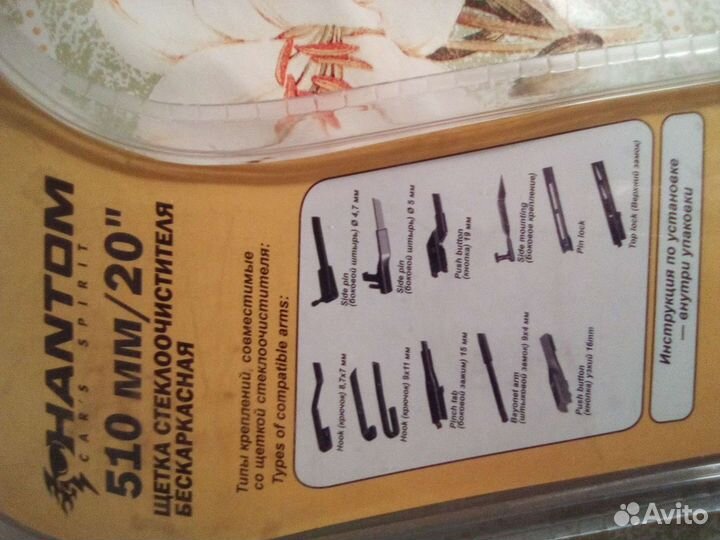 PHANTOM
CAR'S SPIRIT
510 ММ/20"
ЩЕТКА СТЕКЛООЧИСТИТЕЛЯ
БЕСКАРКАСНАЯ
Типы креплений, совместимые
со щеткой стеклоочистителя:
Types of compatible arms:
Hook (крючок) 8,7x7 мм
Hook (крючок) 9x11 мм
Pinch tab
(боковой зажим) 15 мм
Bayonet arm
(штыковой замок) 9x4 мм
Push button
(кнопка) узкий 16mm
Side pin
(боковой штырь) Ø 4,7 мм
Side pin
(боковой штырь) Ø 5 мм
Push button
(кнопка) 19 мм
Side mounting
(боковое крепление)
Pin lock
Top lock (Верхний замок)
Инструкция по установке
— внутри упаковки
Avito